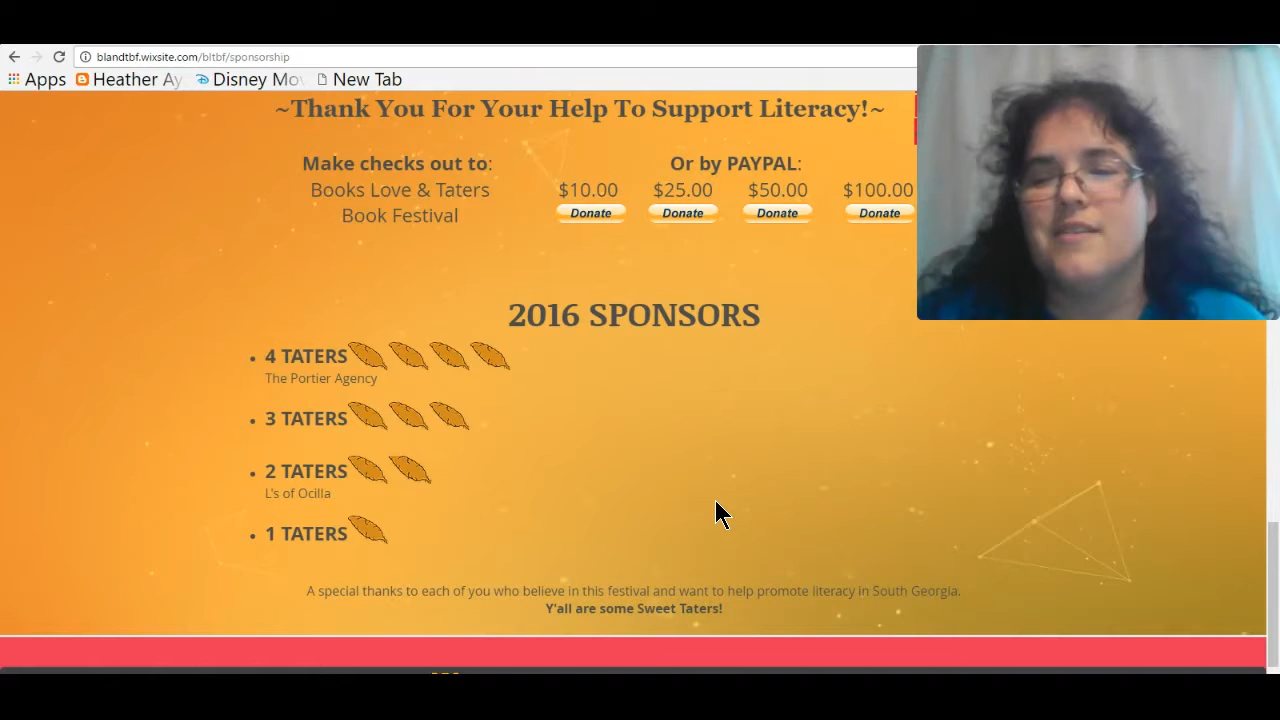 blandtbf.wixsite.com/bltbf/sponsorship
Apps Heather Ay Disney Mov New Tab
~Thank You For Your Help To Support Literacy!~
Make checks out to: Or by PAYPAL:
Books Love & Taters $10.00 $25.00 $50.00 $100.00
Book Festival Donate Donate Donate Donate
2016 SPONSORS
4 TATERS
The Portier Agency
3 TATERS
2 TATERS
L's of Ocilla
1 TATERS
A special thanks to each of you who believe in this festival and want to help promote literacy in South Georgia.
Y'all are some Sweet Taters!